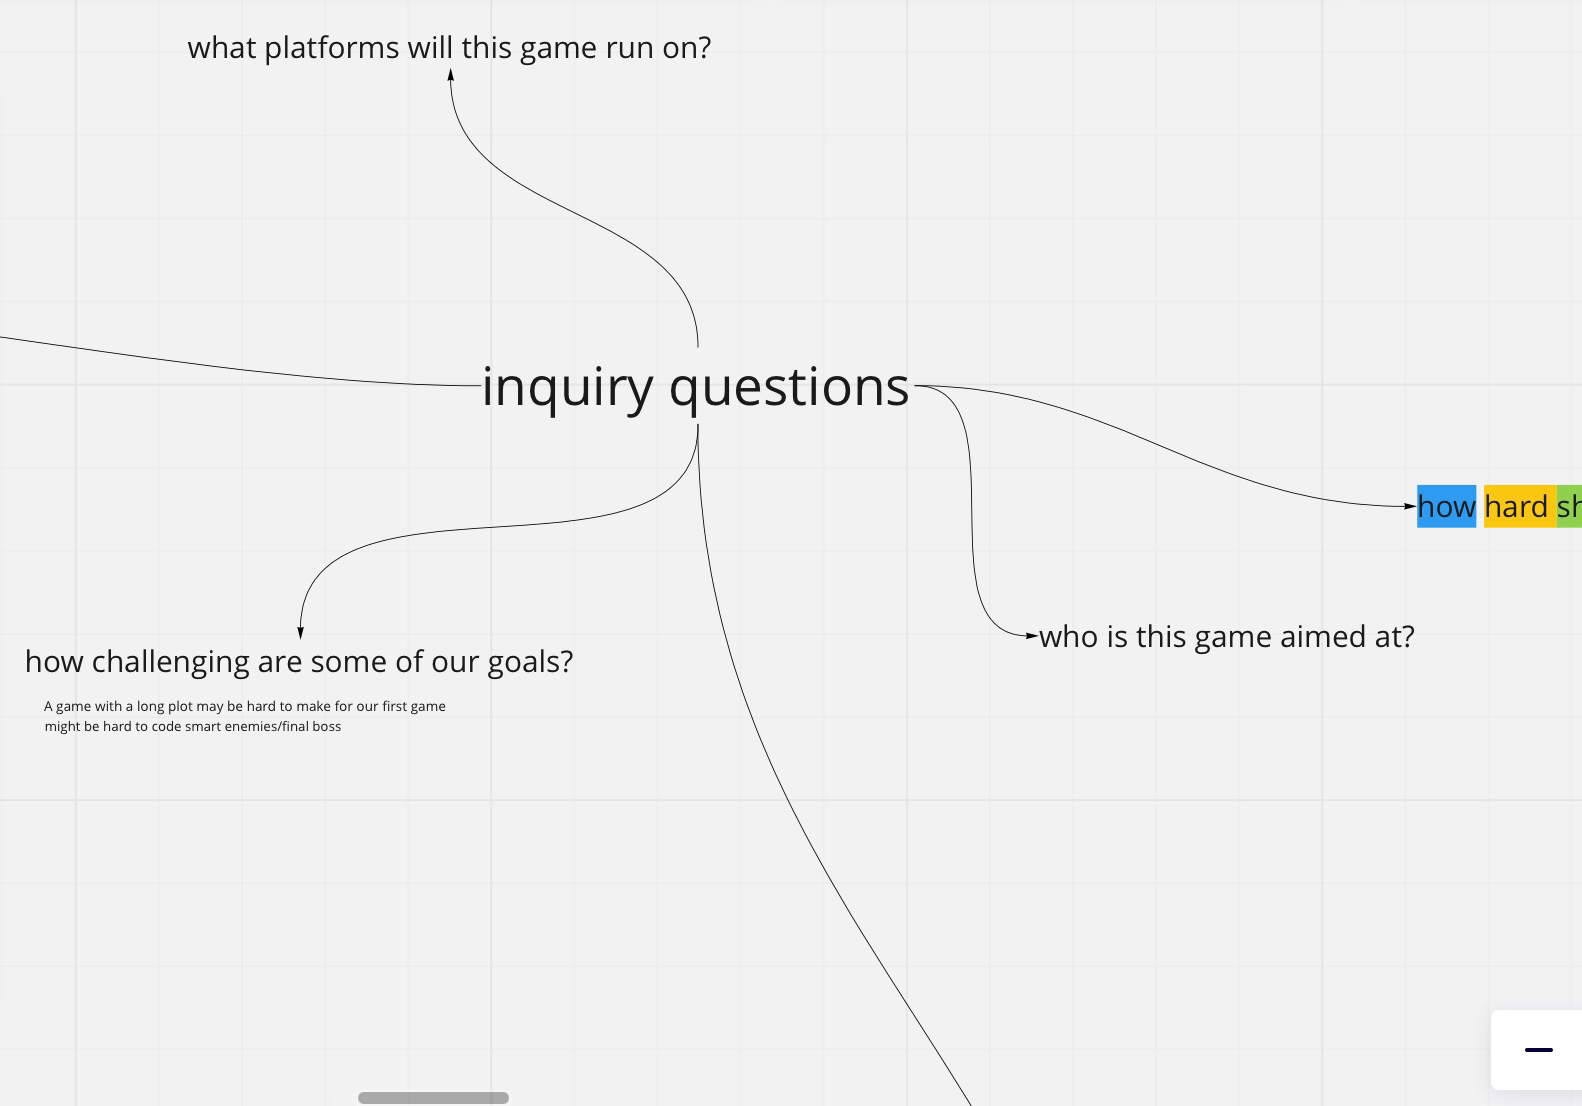 what platforms will this game run on?
inquiry questions
how hard
who is this game aimed at?
how challenging are some of our goals?
A game with a long plot may be hard to make for our first game
might be hard to code smart enemies/final boss